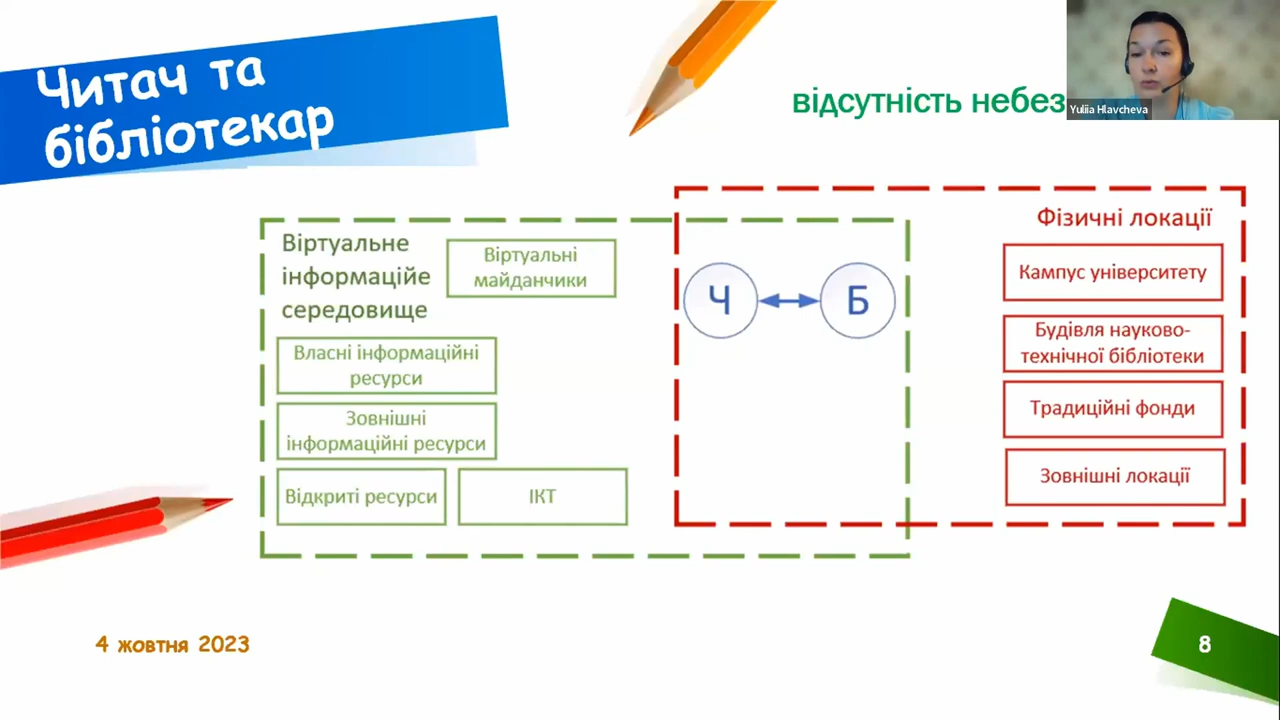 Читач та
бібліотекар
відсутність
Yuliia Hlavcheva
Віртуальне
інформаційе
середовище
Віртуальні
майданчики
Власні інформаційні
ресурси
Зовнішні
інформаційні ресурси
Відкриті ресурси
ІКТ
Ч
Б
Фізичні локації
Кампус університету
Будівля науково-
технічної бібліотеки
Традиційні фонди
Зовнішні локації
4 жовтня 2023
8